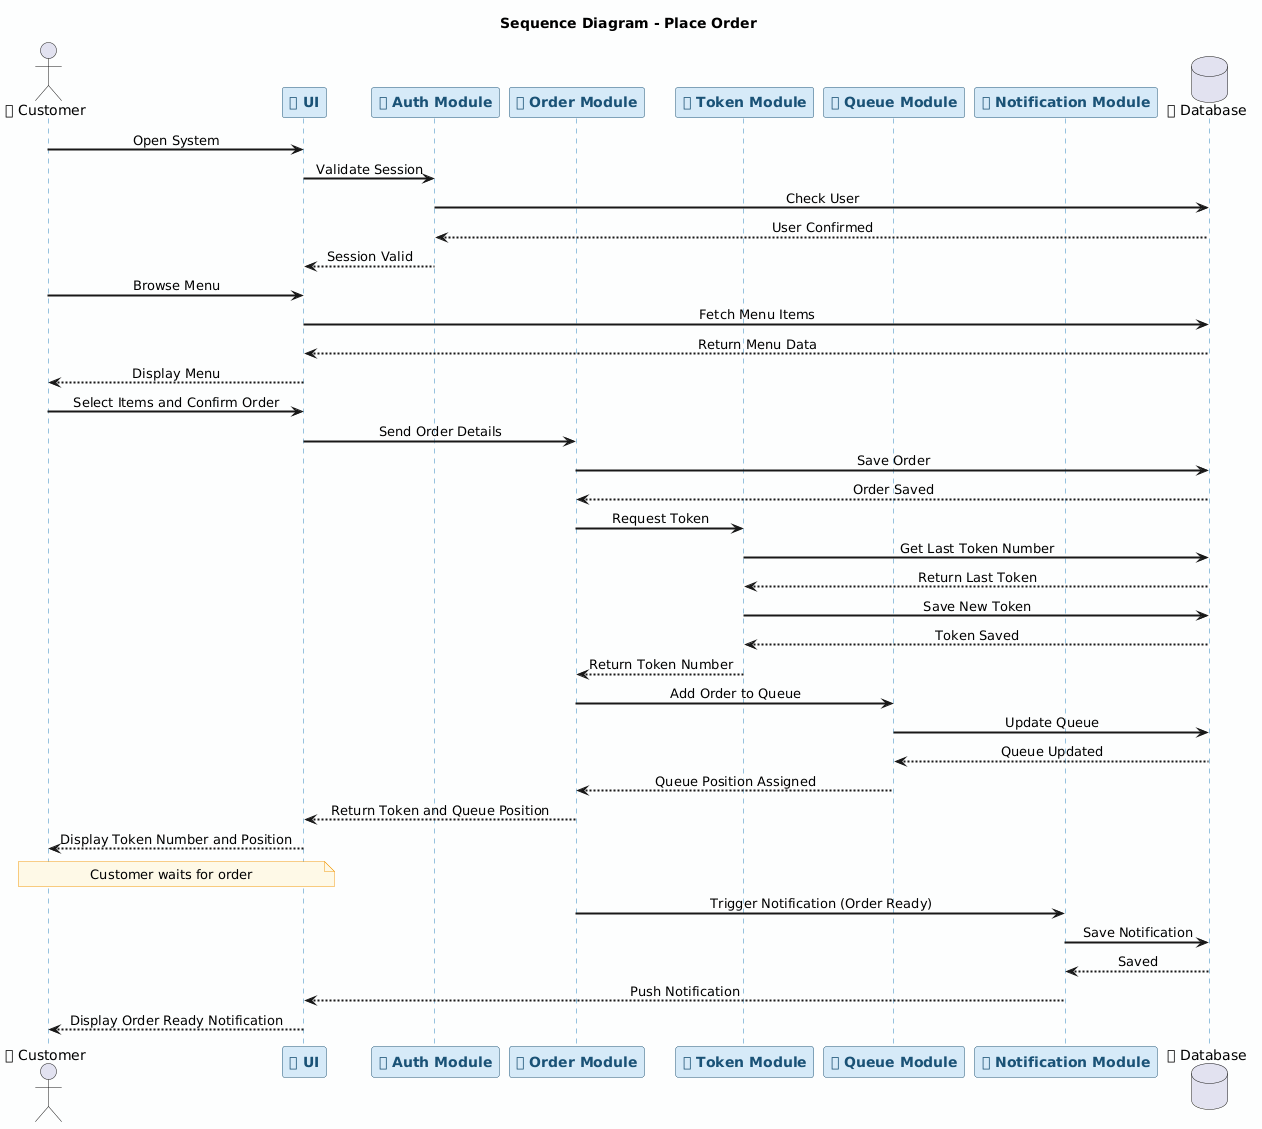 Sequence Diagram - Place Order
Customer
UI
Auth Module
Order Module
Token Module
Queue Module
Notification Module
Database
Open System
Validate Session
Check User
User Confirmed
Session Valid
Browse Menu
Fetch Menu Items
Return Menu Data
Display Menu
Select Items and Confirm Order
Send Order Details
Save Order
Order Saved
Request Token
Get Last Token Number
Return Last Token
Save New Token
Token Saved
Return Token Number
Add Order to Queue
Update Queue
Queue Updated
Queue Position Assigned
Return Token and Queue Position
Display Token Number and Position
Customer waits for order
Trigger Notification (Order Ready)
Save Notification
Saved
Push Notification
Display Order Ready Notification
Customer
UI
Auth Module
Order Module
Token Module
Queue Module
Notification Module
Database